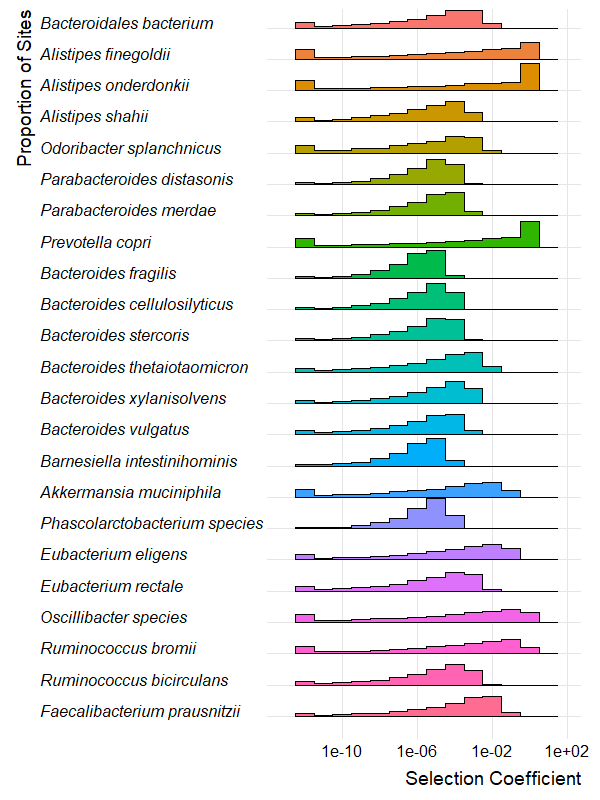 Proportion of Sites
Bacteroidales bacterium
Alistipes finegoldii
Alistipes onderdonkii
Alistipes shahii
Odoribacter splanchnicus
Parabacteroides distasonis
Parabacteroides merdae
Prevotella copri
Bacteroides fragilis
Bacteroides cellulosilyticus
Bacteroides stercoris
Bacteroides thetaiotaomicron
Bacteroides xylanisolvens
Bacteroides vulgatus
Barnesiella intestinihominis
Akkermansia muciniphila
Phascolarctobacterium species
Eubacterium eligens
Eubacterium rectale
Oscillibacter species
Ruminococcus bromii
Ruminococcus bicirculans
Faecalibacterium prausnitzii
1e-10 1e-06 1e-02 1e+02
Selection Coefficient